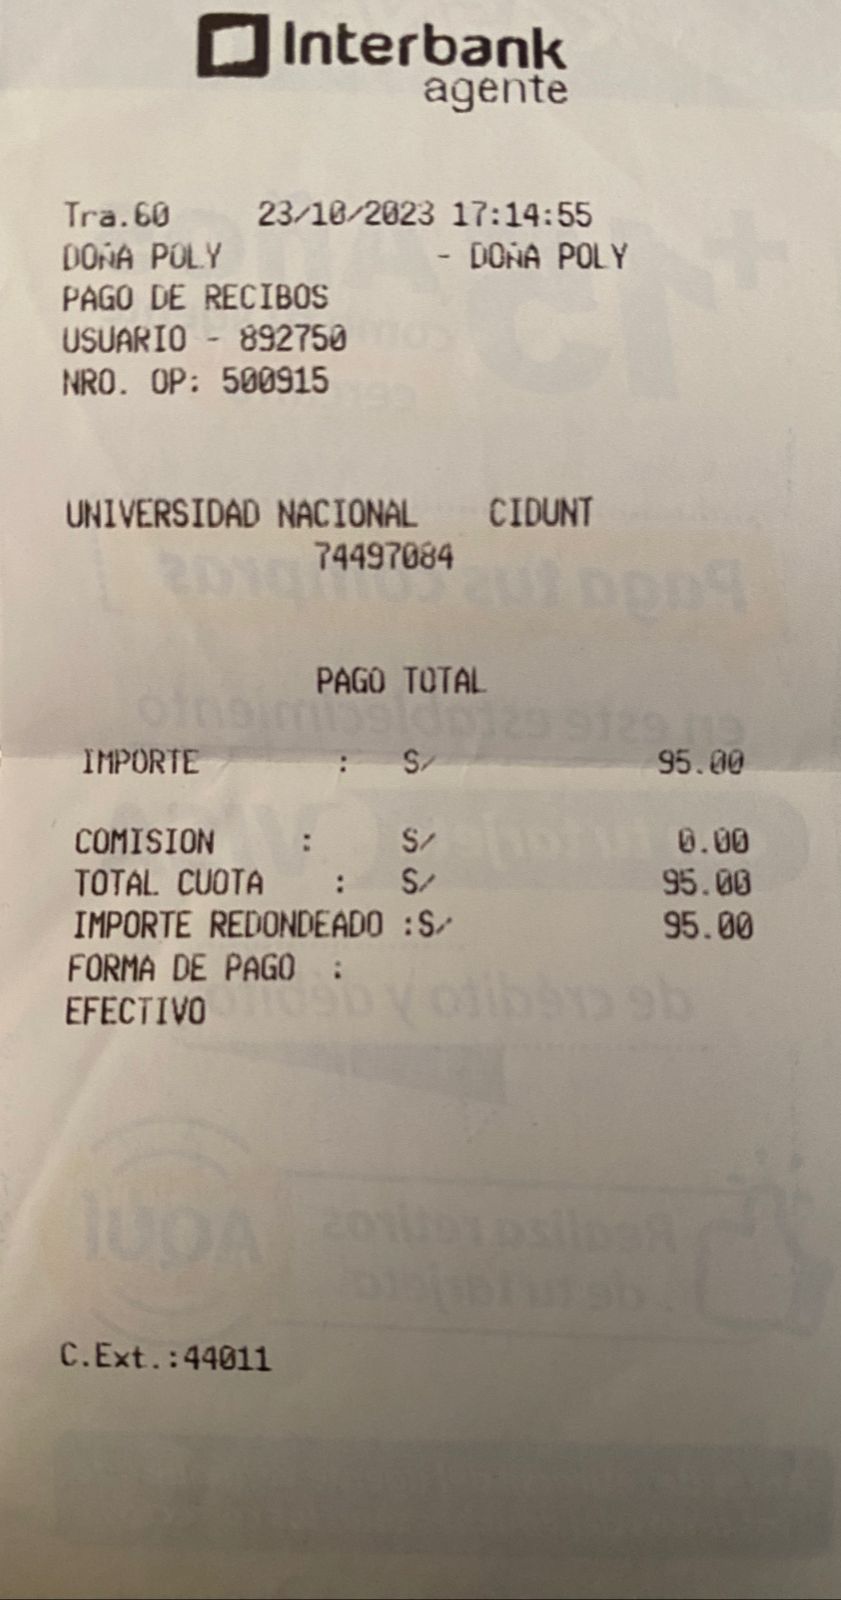 Interbank
agente
Tra.60 23/10/2023 17:14:55
DOÑA POLY - DOÑA POLY
PAGO DE RECIBOS
USUARIO - 892750
NRO. OP: 500915
UNIVERSIDAD NACIONAL CIDUNT
74497084
PAGO TOTAL
IMPORTE : S/ 95.00
COMISION : S/ 0.00
TOTAL CUOTA : S/ 95.00
IMPORTE REDONDEADO :S/ 95.00
FORMA DE PAGO :
EFECTIVO
C.Ext.:44011